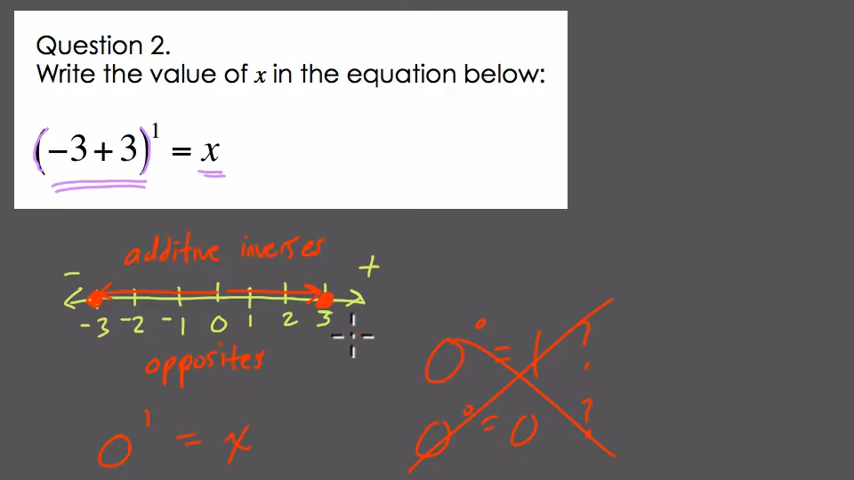 Question 2.
Write the value of x in the equation below:
(−3+3)¹ = x
additive inverses
- +
-3 -2 -1 0 1 2 3
opposites
0⁰ = 1 ?
0⁰ = 0 ?
0¹ = x